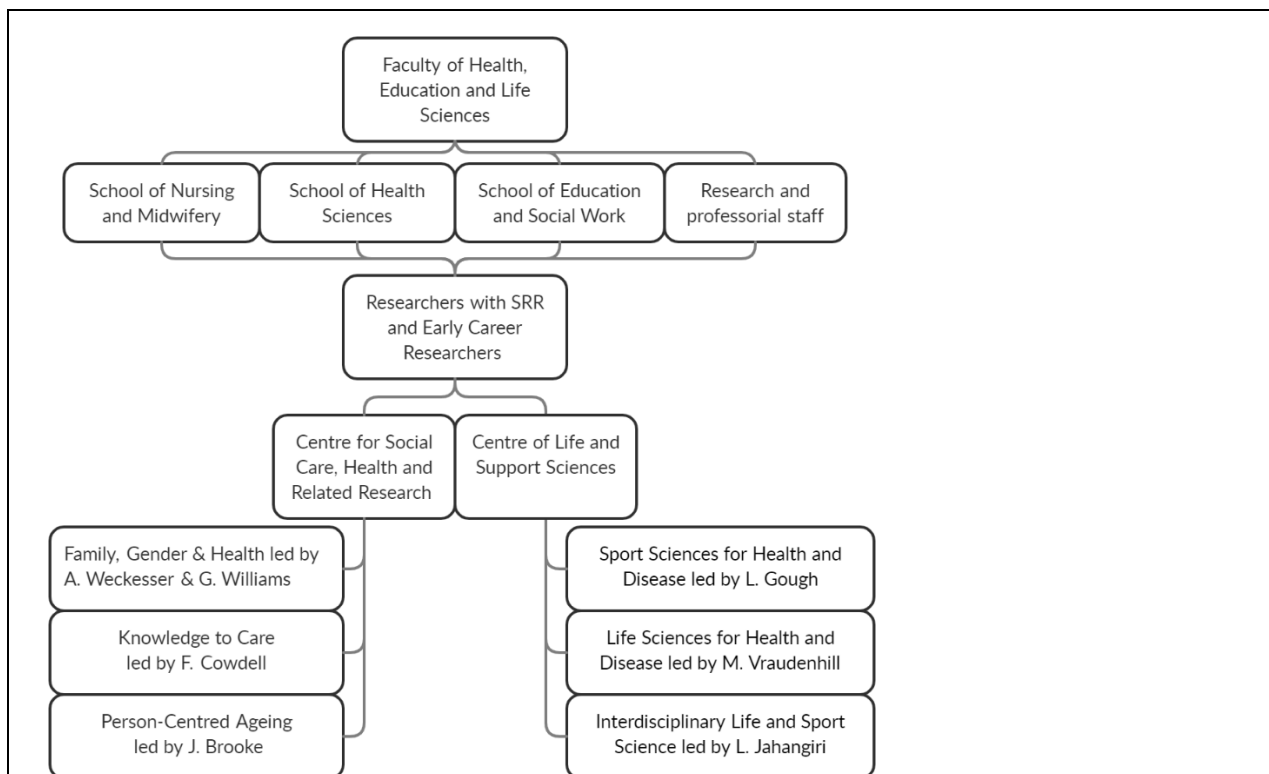 Faculty of Health,
Education and Life
Sciences
School of Nursing
and Midwifery
School of Health
Sciences
School of Education
and Social Work
Research and
professorial staff
Researchers with SRR
and Early Career
Researchers
Centre for Social
Care, Health and
Related Research
Centre of Life and
Support Sciences
Family, Gender & Health led by
A. Weckesser & G. Williams
Knowledge to Care
led by F. Cowdell
Person-Centred Ageing
led by J. Brooke
Sport Sciences for Health and
Disease led by L. Gough
Life Sciences for Health and
Disease led by M. Vraudenhill
Interdisciplinary Life and Sport
Science led by L. Jahangiri